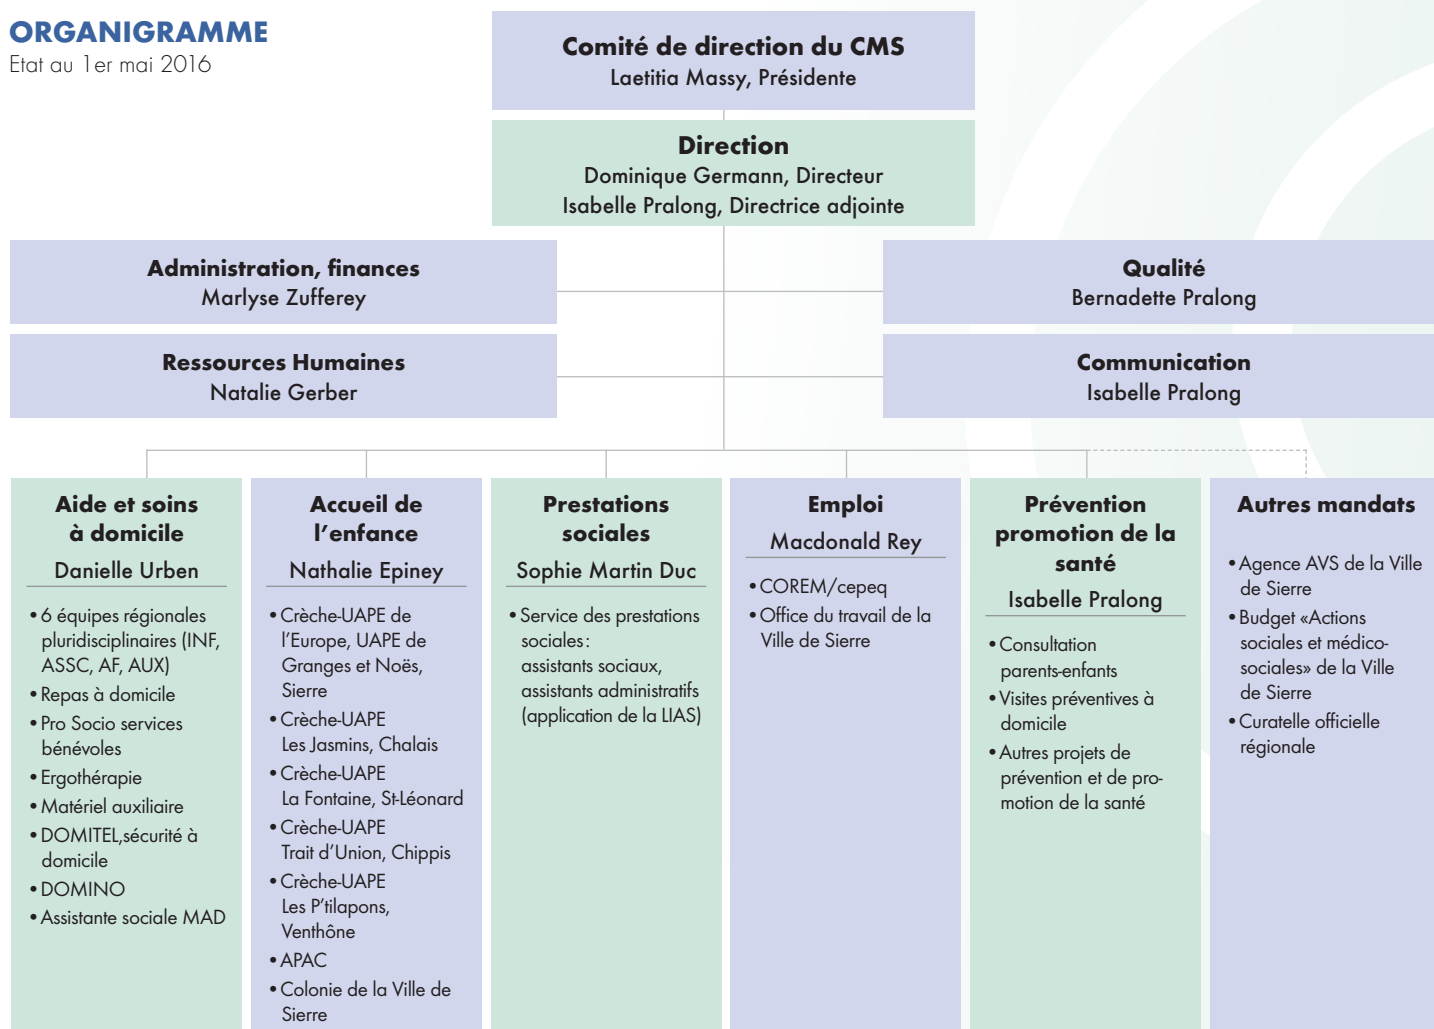 ORGANIGRAMME
Etat au 1er mai 2016
Comité de direction du CMS
Laetitia Massy, Présidente
Direction
Dominique Germann, Directeur
Isabelle Pralong, Directrice adjointe
Administration, finances
Marlyse Zufferey
Qualité
Bernadette Pralong
Ressources Humaines
Natalie Gerber
Communication
Isabelle Pralong
Aide et soins
à domicile
Danielle Urben
• 6 équipes régionales
pluridisciplinaires (INF,
ASSC, AF, AUX)
• Repas à domicile
• Pro Socio services
bénévoles
• Ergothérapie
• Matériel auxiliaire
• DOMITEL,sécurité à
domicile
• DOMINO
• Assistante sociale MAD
Accueil de
l'enfance
Nathalie Epiney
• Crèche-UAPE de
l'Europe, UAPE de
Granges et Noës,
Sierre
• Crèche-UAPE
Les Jasmins, Chalais
• Crèche-UAPE
La Fontaine, St-Léonard
• Crèche-UAPE
Trait d'Union, Chippis
• Crèche-UAPE
Les P'tilapons,
Venthône
• APAC
• Colonie de la Ville de
Sierre
Prestations
sociales
Sophie Martin Duc
• Service des prestations
sociales :
assistants sociaux,
assistants administratifs
(application de la LIAS)
Emploi
Macdonald Rey
• COREM/cepeq
• Office du travail de la
Ville de Sierre
Prévention
promotion de la
santé
Isabelle Pralong
• Consultation
parents-enfants
• Visites préventives à
domicile
• Autres projets de
prévention et de pro-
motion de la santé
Autres mandats
• Agence AVS de la Ville
de Sierre
• Budget «Actions
sociales et médico-
sociales» de la Ville
de Sierre
• Curatelle officielle
régionale